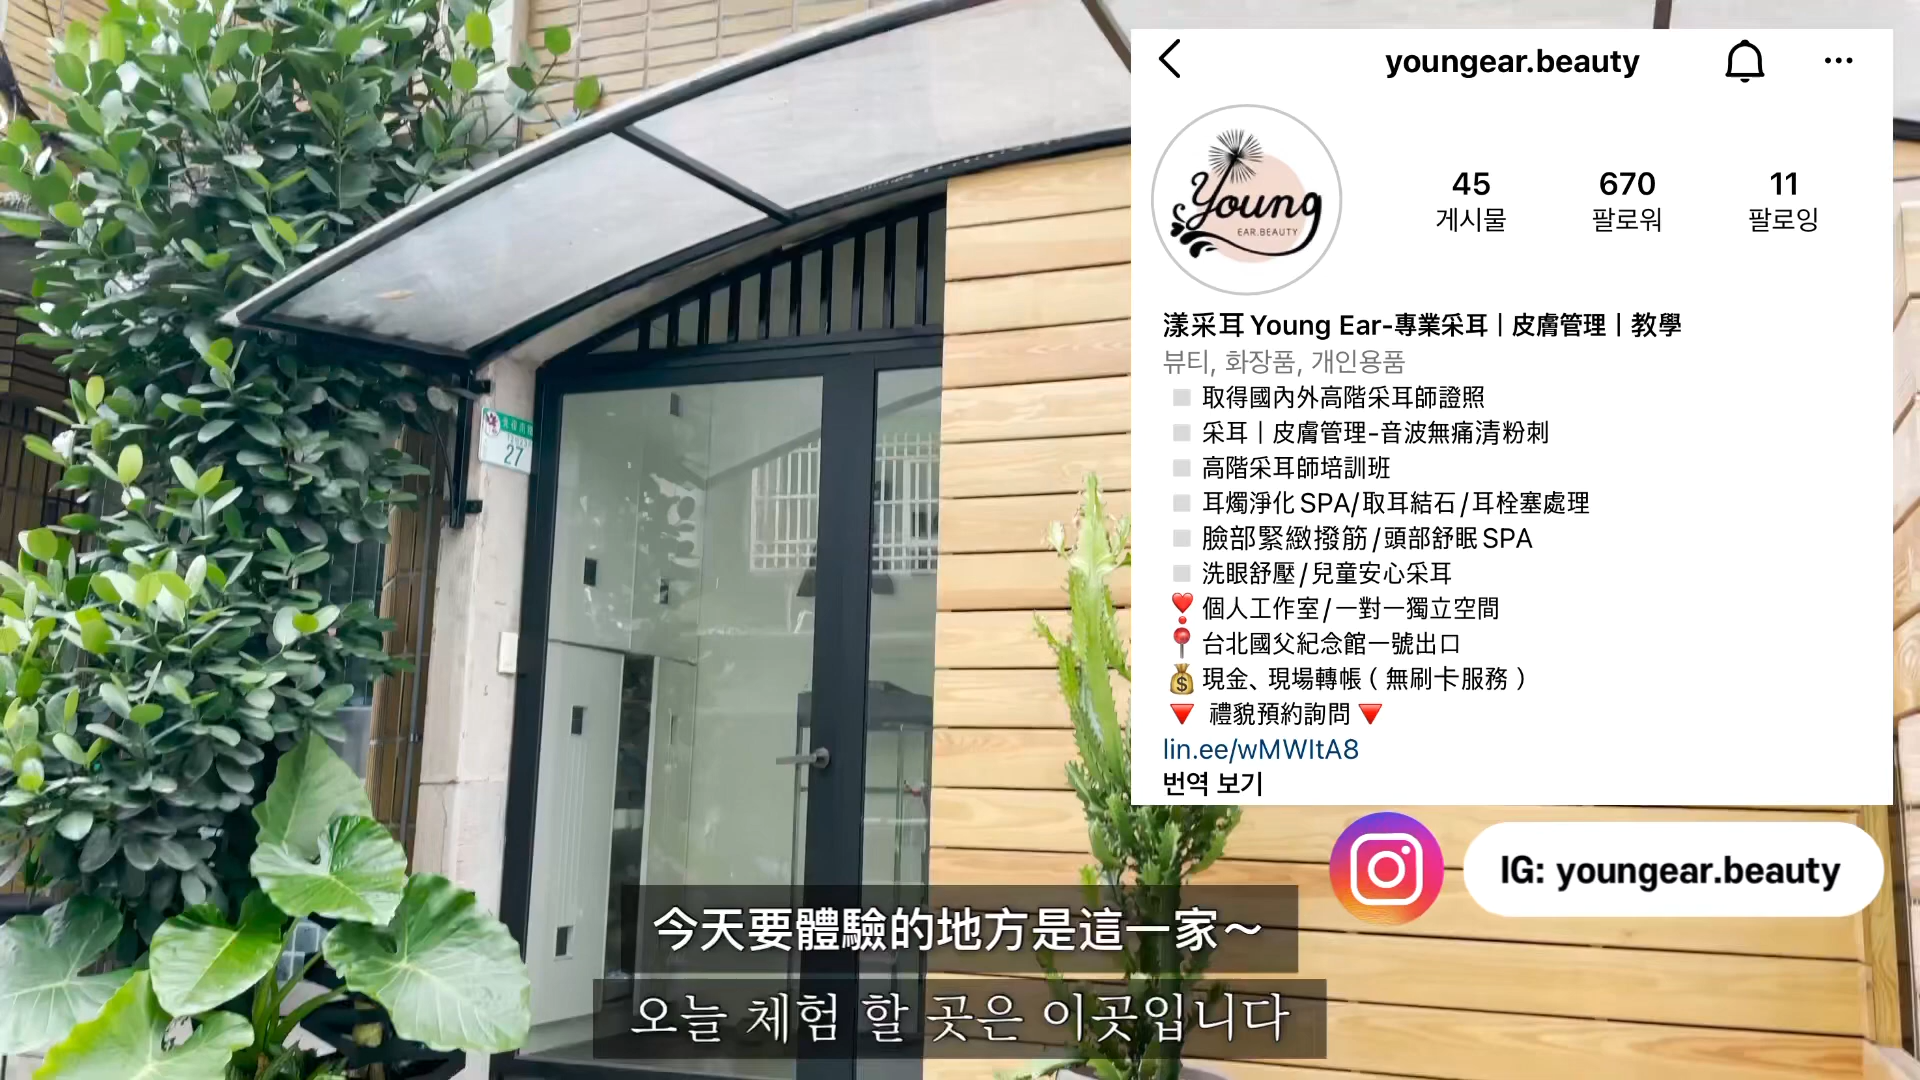 youngear.beauty
Young
EAR.BEAUTY
45 670 11
게시물 팔로워 팔로잉
漾采耳Young Ear-專業采耳|皮膚管理|教學
뷰티, 화장품, 개인용품
取得國內外高階采耳師證照
采耳|皮膚管理-音波無痛清粉刺
高階采耳師培訓班
耳燭淨化SPA/取耳結石/耳栓塞處理
臉部緊緻撥筋/頭部舒眠SPA
洗眼舒壓/兒童安心采耳
個人工作室/一對一獨立空間
台北國父紀念館一號出口
現金、現場轉帳(無刷卡服務)
禮貌預約詢問
lin.ee/wMWItA8
번역 보기
27
IG: youngear.beauty
今天要體驗的地方是這一家～
오늘 체험 할 곳은 이곳입니다